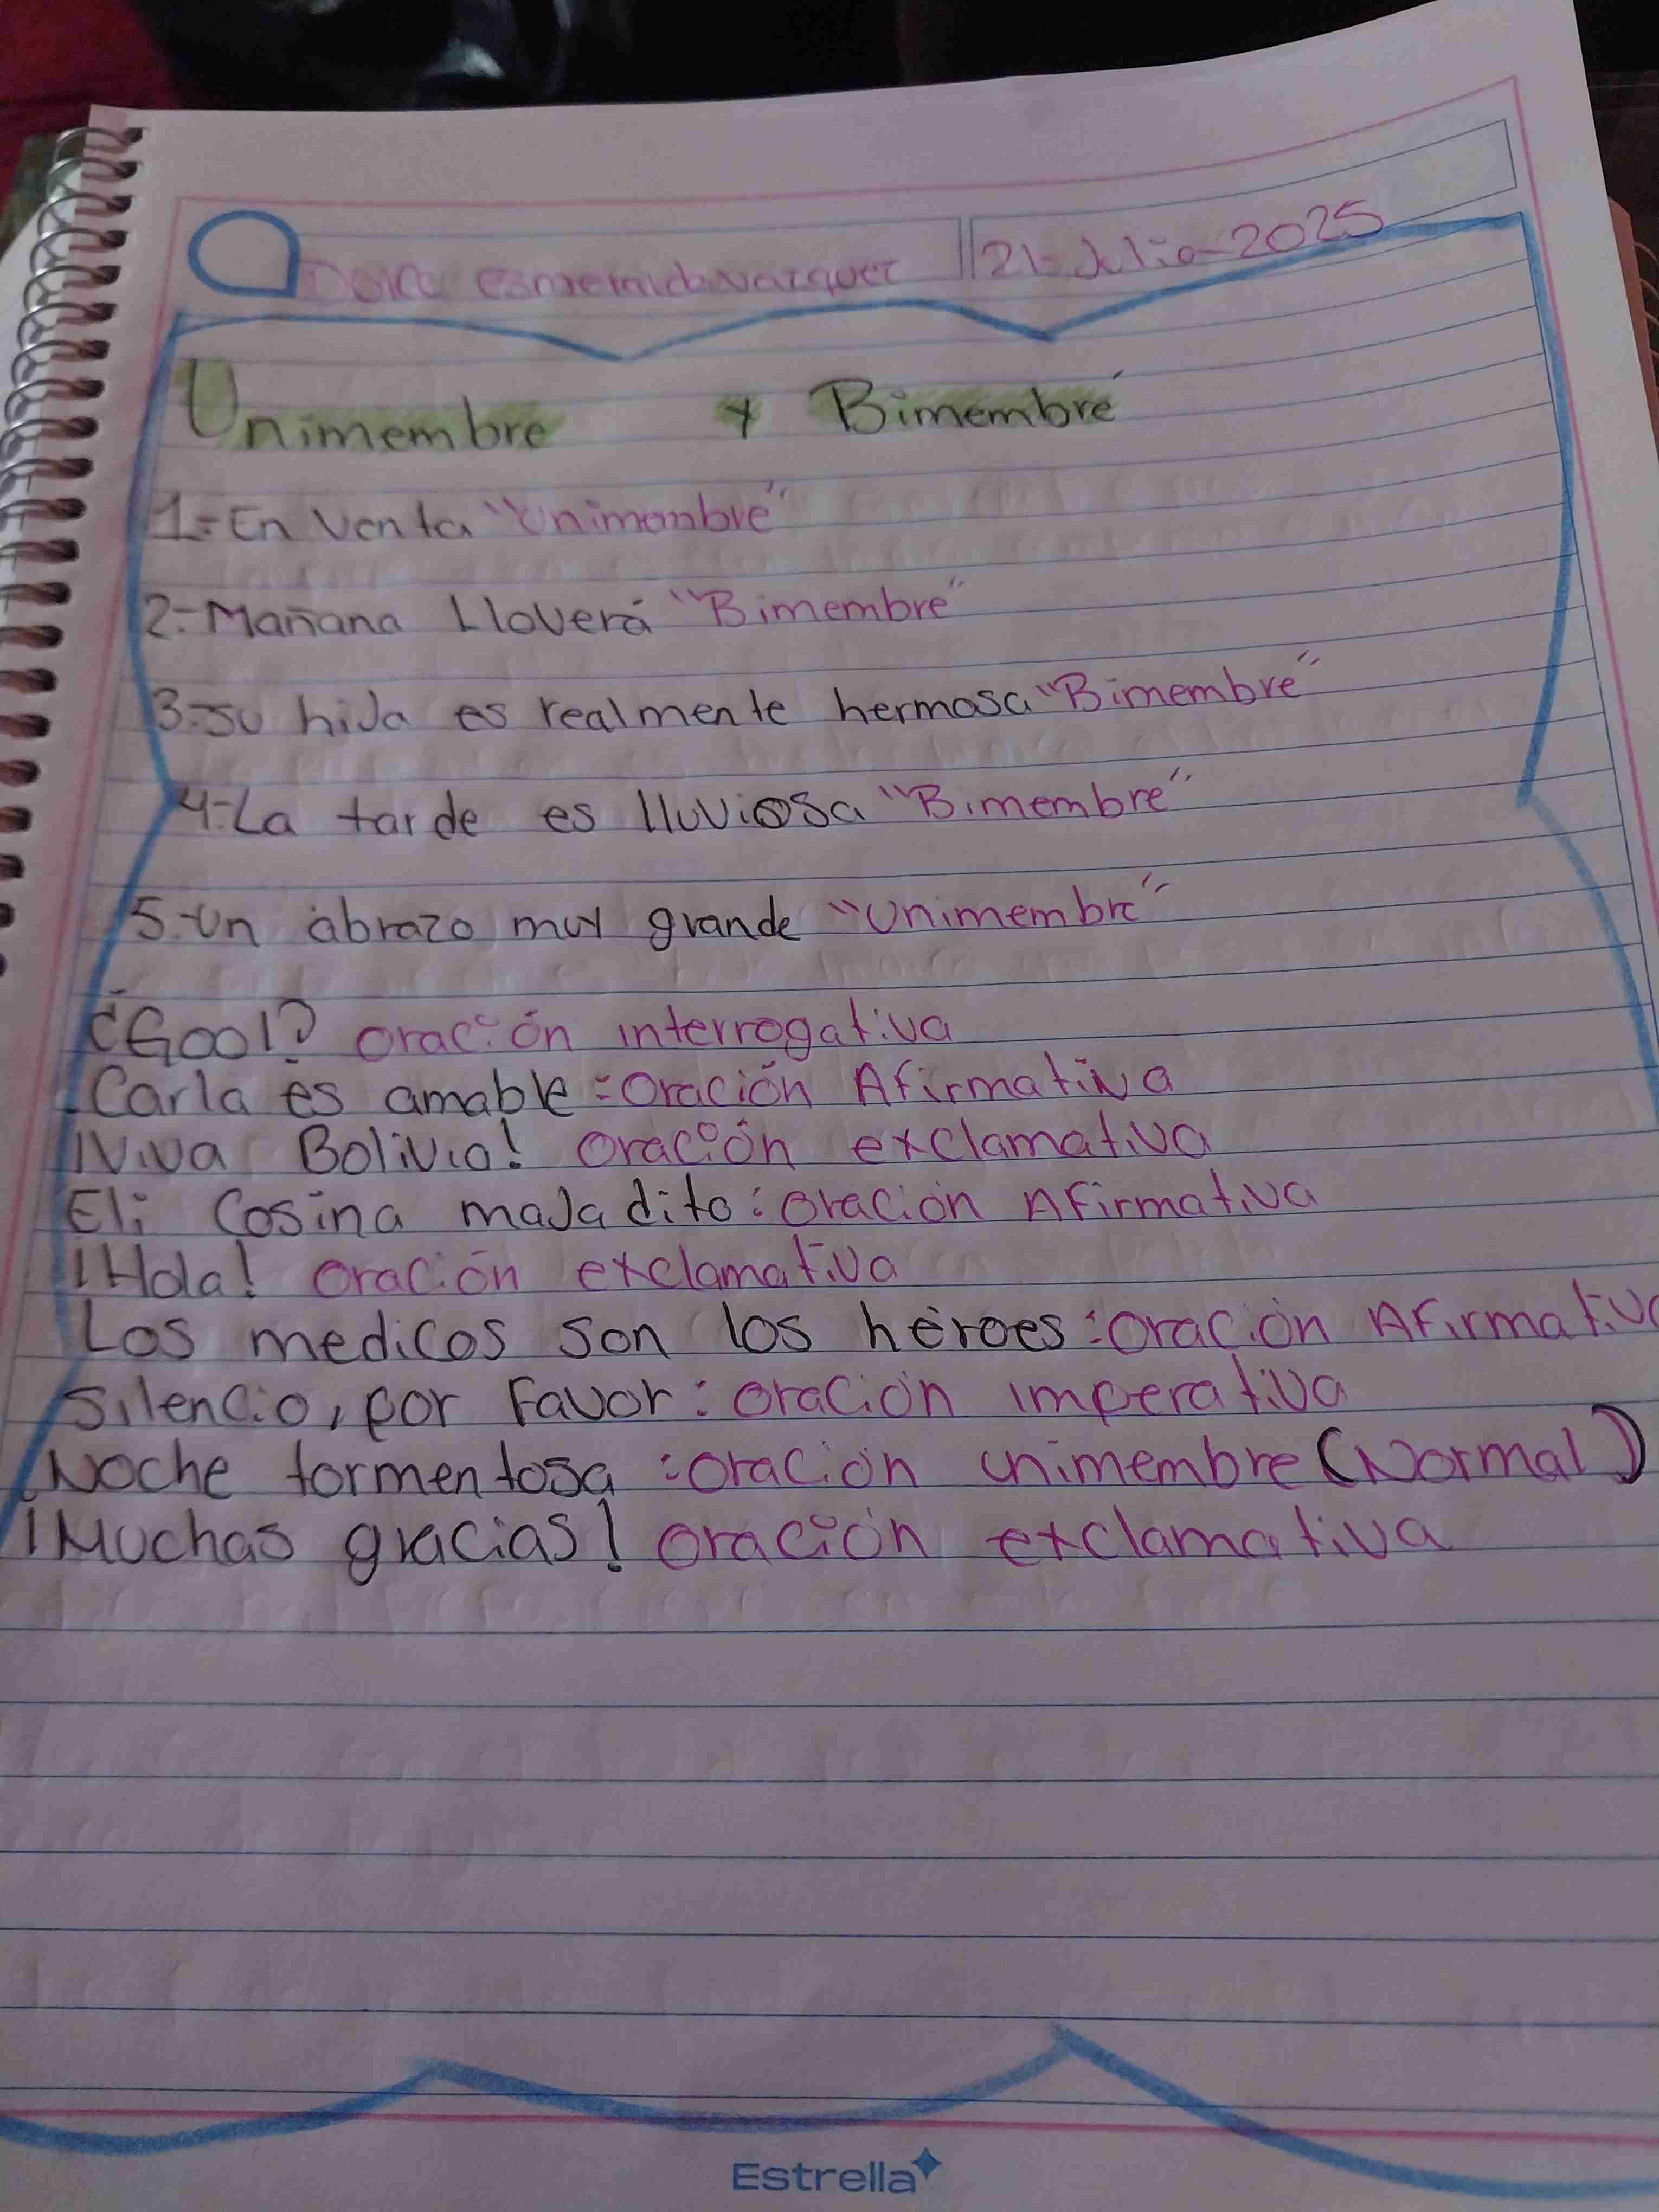 esmeralda vazquez 21-Julio-2025
Unimembre y Bimembre
1.- En venta "Unimembre"
2.- Mañana Lloverá "Bimembre"
3.- su hija es realmente hermosa "Bimembre"
4.- La tarde es lluviosa "Bimembre"
5.- Un abrazo muy grande "Unimembre"
¿Gool? oración interrogativa
Carla es amable: oración Afirmativa
¡Viva Bolivia! oración exclamativa
Eli Cosina majadito: oración Afirmativa
¡Hola! oración exclamativa
Los medicos son los héroes: oración Afirmativa
Silencio, por Favor: oración imperativa
Noche tormentosa: oración unimembre (Normal)
¡Muchas gracias! oración exclamativa
Estrella